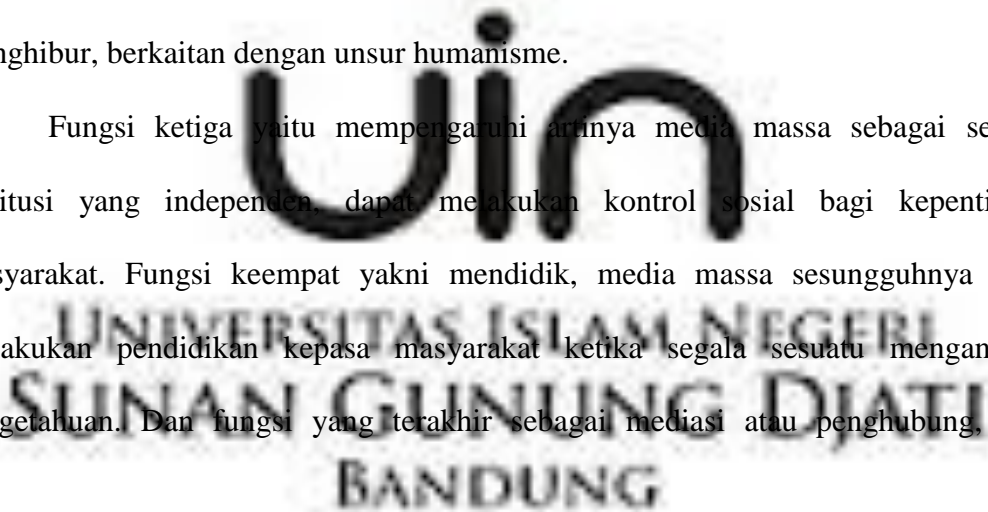 nghibur, berkaitan dengan unsur humanisme.
Fungsi ketiga yaitu mempengaruhi artinya media massa sebagai se
itusi yang independen, dapat melakukan kontrol sosial bagi kepenti
syarakat. Fungsi keempat yakni mendidik, media massa sesungguhnya
akukan pendidikan kepasa masyarakat ketika segala sesuatu mengan
getahuan. Dan fungsi yang terakhir sebagai mediasi atau penghubung,
uin
UNIVERSITAS ISLAM NEGERI
SUNAN GUNUNG DJATI
BANDUNG